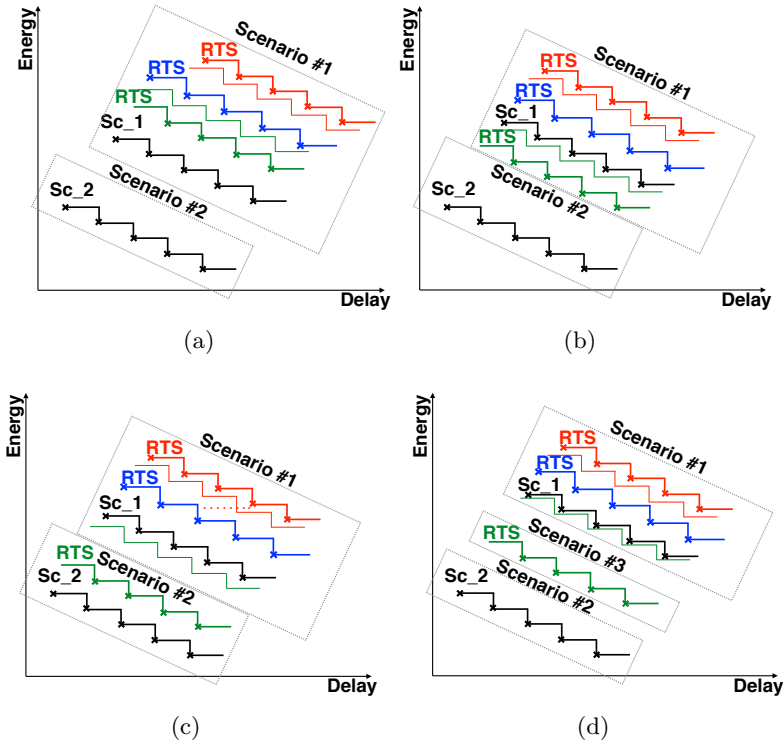 Energy
Scenario #1
RTS
RTS
RTS
Sc_1
Scenario #2
Sc_2
Delay
(a)
Energy
Scenario #1
RTS
RTS
Sc_1
RTS
Scenario #2
Sc_2
Delay
(b)
Energy
Scenario #1
RTS
RTS
Sc_1
RTS
Scenario #2
Sc_2
Delay
(c)
Energy
Scenario #1
RTS
RTS
Sc_1
Scenario #3
RTS
Scenario #2
Sc_2
Delay
(d)